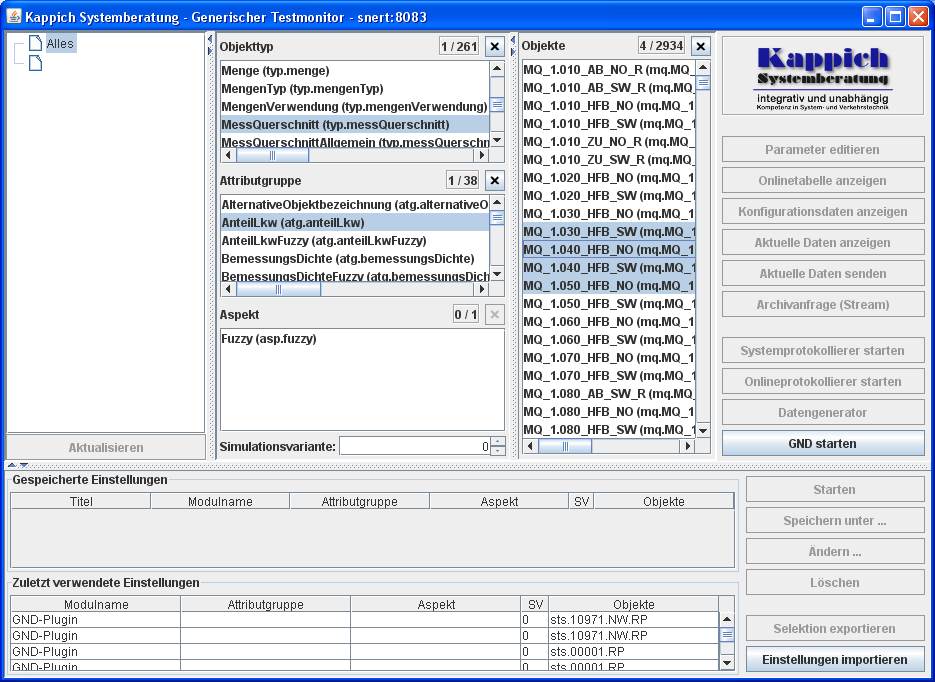 Kappich Systemberatung - Generischer Testmonitor - snert:8083
Alles
Aktualisieren
Objekttyp
1 / 261
Menge (typ.menge)
MengenTyp (typ.mengenTyp)
MengenVerwendung (typ.mengenVerwendung)
MessQuerschnitt (typ.messQuerschnitt)
MessQuerschnittAllgemein (typ.messQuerschn
Attributgruppe
1 / 38
AlternativeObjektbezeichnung (atg.alternativeO
AnteilLkw (atg.anteilLkw)
AnteilLkwFuzzy (atg.anteilLkwFuzzy)
BemessungsDichte (atg.bemessungsDichte)
BemessungsDichteFuzzy (atg.bemessungsDich
Aspekt
0 / 1
Fuzzy (asp.fuzzy)
Simulationsvariante:
0
Objekte
4 / 2934
MQ_1.010_AB_NO_R (mq.MQ_
MQ_1.010_AB_SW_R (mq.MQ_
MQ_1.010_HFB_NO (mq.MQ_1
MQ_1.010_HFB_SW (mq.MQ_1
MQ_1.010_ZU_NO_R (mq.MQ_
MQ_1.010_ZU_SW_R (mq.MQ_
MQ_1.020_HFB_NO (mq.MQ_1
MQ_1.020_HFB_SW (mq.MQ_1
MQ_1.030_HFB_NO (mq.MQ_1
MQ_1.030_HFB_SW (mq.MQ_1
MQ_1.040_HFB_NO (mq.MQ_1
MQ_1.040_HFB_SW (mq.MQ_1
MQ_1.050_HFB_NO (mq.MQ_1
MQ_1.050_HFB_SW (mq.MQ_1
MQ_1.060_HFB_NO (mq.MQ_1
MQ_1.060_HFB_SW (mq.MQ_1
MQ_1.070_HFB_NO (mq.MQ_1
MQ_1.070_HFB_SW (mq.MQ_1
MQ_1.080_AB_SW_R (mq.MQ_
MQ_1.080_HFB_NO (mq.MQ_1
MQ_1.080_HFB_SW (mq.MQ_1
Kappich
Systemberatung
integrativ und unabhängig
Kompetenz in System- und Verkehrstechnik
Parameter editieren
Onlinetabelle anzeigen
Konfigurationsdaten anzeigen
Aktuelle Daten anzeigen
Aktuelle Daten senden
Archivanfrage (Stream)
Systemprotokollierer starten
Onlineprotokollierer starten
Datengenerator
GND starten
Gespeicherte Einstellungen
Titel Modulname Attributgruppe Aspekt SV Objekte
Zuletzt verwendete Einstellungen
Modulname Attributgruppe Aspekt SV Objekte
GND-Plugin 0 sts.10971.NW.RP
GND-Plugin 0 sts.10971.NW.RP
GND-Plugin 0 sts.00001.RP
GND-Plugin 0 sts.00001.RP
Starten
Speichern unter ...
Ändern ...
Löschen
Selektion exportieren
Einstellungen importieren